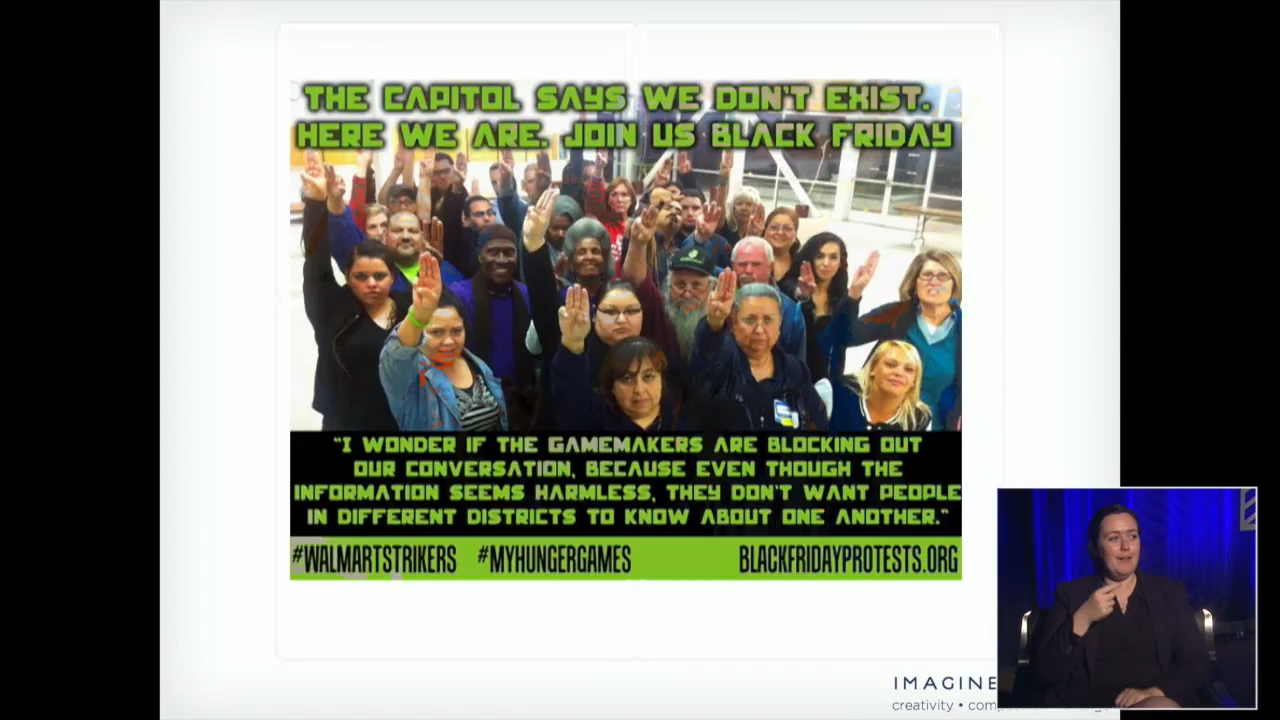 THE CAPITOL SAYS WE DON'T EXIST.
HERE WE ARE. JOIN US BLACK FRIDAY
"I WONDER IF THE GAMEMAKERS ARE BLOCKING OUT
OUR CONVERSATION, BECAUSE EVEN THOUGH THE
INFORMATION SEEMS HARMLESS, THEY DON'T WANT PEOPLE
IN DIFFERENT DISTRICTS TO KNOW ABOUT ONE ANOTHER."
#WALMARTSTRIKERS #MYHUNGERGAMES BLACKFRIDAYPROTESTS.ORG
IMAGINE
creativity •